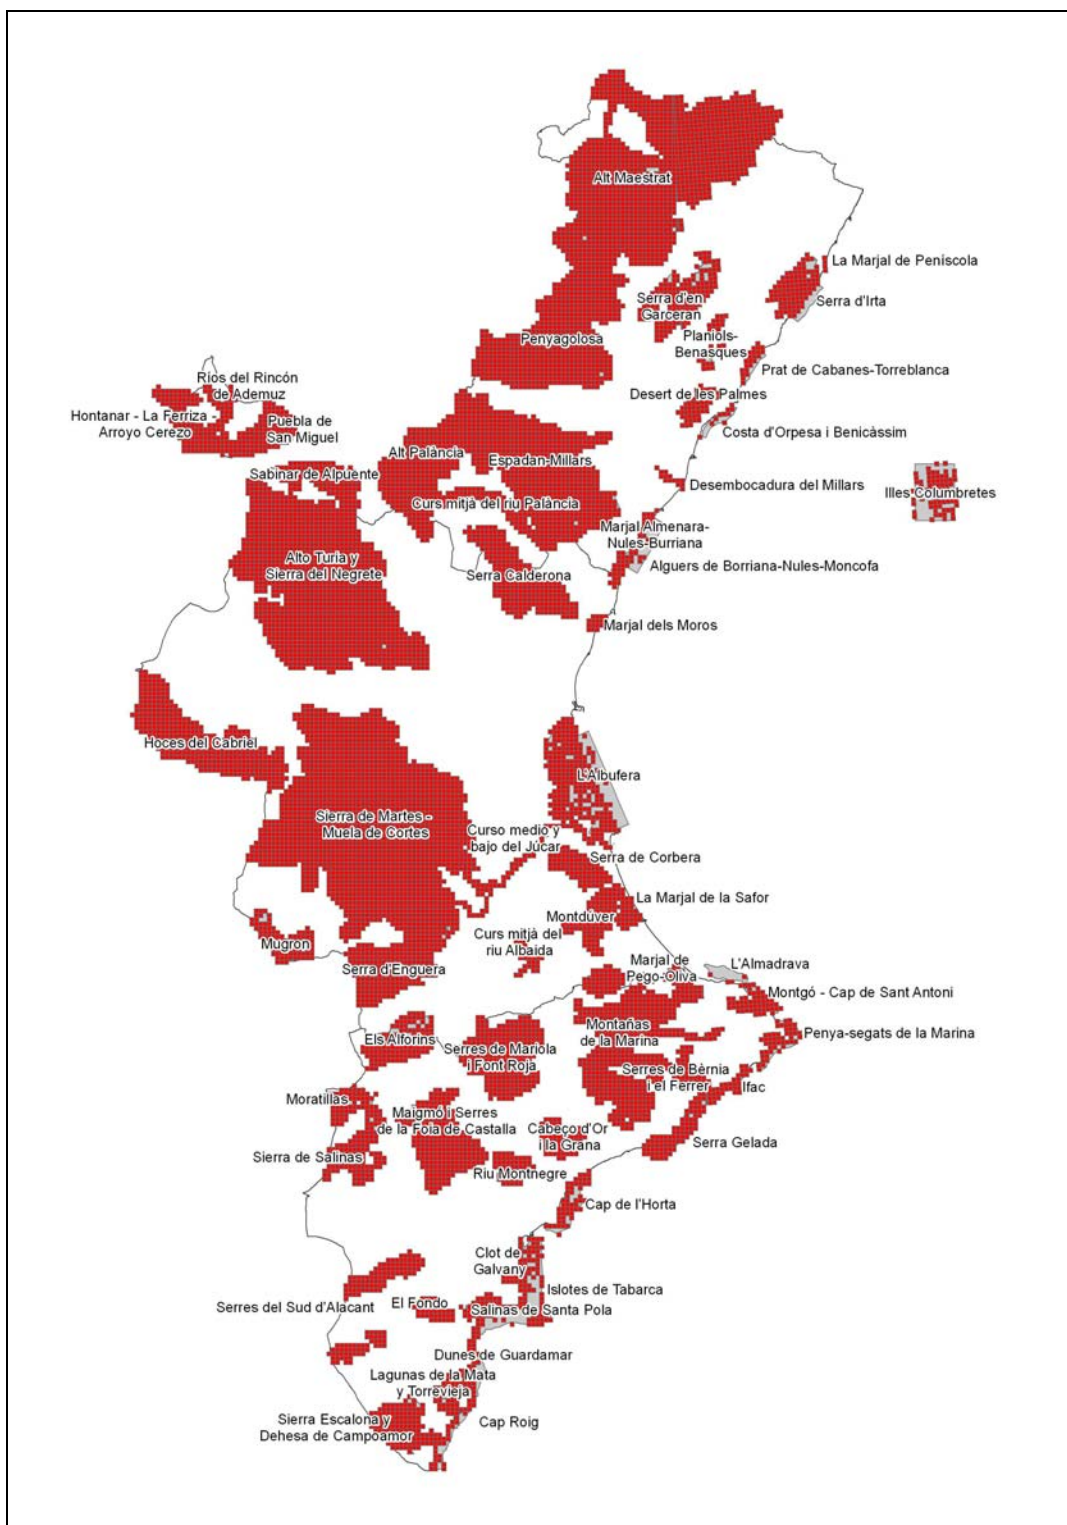 Alt Maestrat
La Marjal de Peníscola
Serra d'en
Garceran
Serra d'Irta
Penyagolosa
Planiols-
Benasques
Prat de Cabanes-Torreblanca
Ríos del Rincón
de Ademuz
Desert de les Palmes
Hontanar - La Ferriza -
Arroyo Cerezo
Puebla de
San Miguel
Costa d'Orpesa i Benicàssim
Alt Palància
Espadán-Millars
Sabinar de Alpuente
Desembocadura del Millars
Illes Columbretes
Curs mitjà del riu Palància
Marjal Almenara-
Nules-Burriana
Alto Turia y
Sierra del Negrete
Alguers de Borriana-Nules-Moncofa
Serra Calderona
Marjal dels Moros
Hoces del Cabriel
L'Albufera
Sierra de Martes -
Muela de Cortes
Curso medio y
bajo del Júcar
Serra de Corbera
La Marjal de la Safor
Montdúver
Curs mitjà del
riu Albaida
Mugron
Serra d'Enguera
Marjal de
Pego-Oliva
L'Almadrava
Montgó - Cap de Sant Antoni
Els Alforins
Serres de Mariola
i Font Roja
Montañas
de la Marina
Penya-segats de la Marina
Serres de Bèrnia
i el Ferrer
Ifac
Moratillas
Maigmó i Serres
de la Foia de Castalla
Cabeço d'Or
i la Grana
Serra Gelada
Sierra de Salinas
Riu Montnegre
Cap de l'Horta
Clot de
Galvany
Islotes de Tabarca
Serres del Sud d'Alacant
El Fondo
Salinas de Santa Pola
Dunes de Guardamar
Lagunas de la Mata
y Torrevieja
Sierra Escalona y
Dehesa de Campoamor
Cap Roig